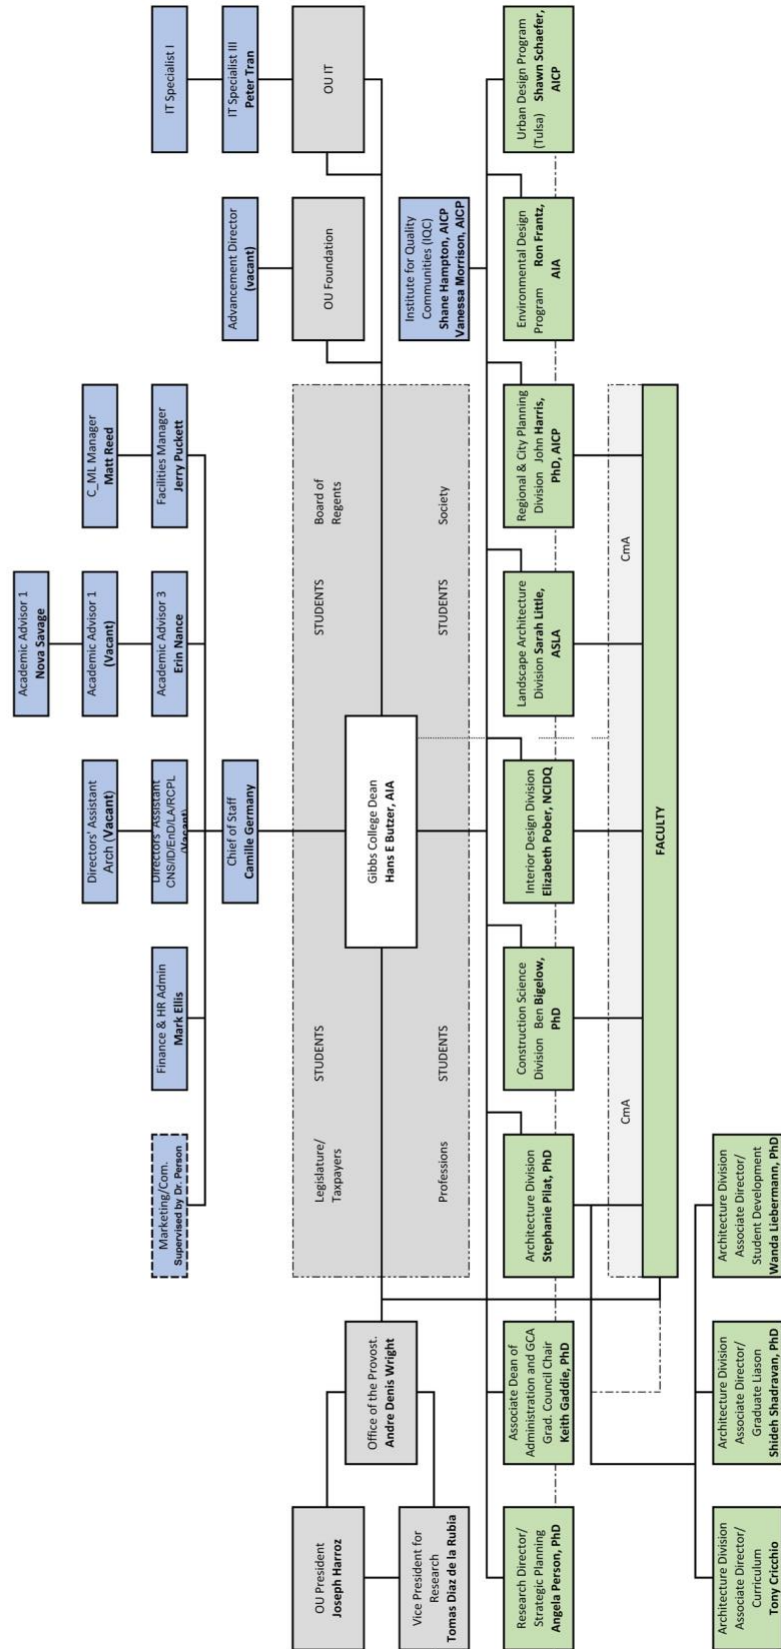 Academic Advisor 1
Nova Savage
Directors' Assistant
Arch (Vacant)
Academic Advisor 1
(Vacant)
C_ML Manager
Matt Reed
Marketing/Com.
Supervised by Dr. Person
Finance & HR Admin
Mark Ellis
Directors' Assistant
CNS/ID/EnD/LA/RCPL
(Vacant)
Academic Advisor 3
Erin Nance
Facilities Manager
Jerry Puckett
IT Specialist I
Chief of Staff
Camille Germany
Advancement Director
(vacant)
IT Specialist III
Peter Tran
OU President
Joseph Harroz
Legislature/
Taxpayers
STUDENTS
STUDENTS
Board of
Regents
OU Foundation
OU IT
Office of the Provost.
Andre Denis Wright
Gibbs College Dean
Hans E Butzer, AIA
Vice President for
Research
Tomas Diaz de la Rubia
Professions
STUDENTS
STUDENTS
Society
Institute for Quality
Communities (IQC)
Shane Hampton, AICP
Vanessa Morrison, AICP
Research Director/
Strategic Planning
Angela Person, PhD
Associate Dean of
Administration and GCA
Grad. Council Chair
Keith Gaddie, PhD
Architecture Division
Stephanie Pilat, PhD
Construction Science
Division Ben Bigelow,
PhD
Interior Design Division
Elizabeth Pober, NCIDQ
Landscape Architecture
Division Sarah Little,
ASLA
Regional & City Planning
Division John Harris,
PhD, AICP
Environmental Design
Program Ron Frantz,
AIA
Urban Design Program
(Tulsa) Shawn Schaefer,
AICP
CmA
CmA
FACULTY
Architecture Division
Associate Director/
Curriculum
Tony Cricchio
Architecture Division
Associate Director/
Graduate Liason
Shideh Shadravan, PhD
Architecture Division
Associate Director/
Student Development
Wanda Liebermann, PhD